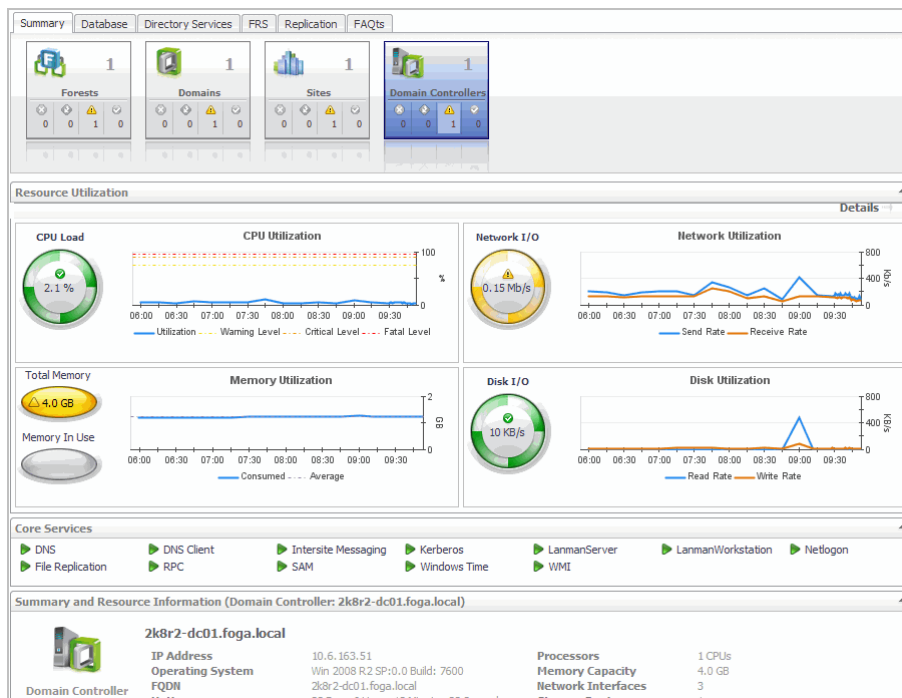 Summary Database Directory Services FRS Replication FAQts
1 1 1 1
Forests Domains Sites Domain Controllers
0 0 1 0 0 0 1 0 0 0 1 0 0 0 1 0
Resource Utilization
Details
CPU Load CPU Utilization
2.1 %
100
%
0
06:00 06:30 07:00 07:30 08:00 08:30 09:00 09:30
Utilization Warning Level Critical Level Fatal Level
Network I/O Network Utilization
0.15 Mb/s
800
400
Kb/s
0
06:00 06:30 07:00 07:30 08:00 08:30 09:00 09:30
Send Rate Receive Rate
Total Memory Memory Utilization
4.0 GB
Memory In Use
2
GB
0
06:00 06:30 07:00 07:30 08:00 08:30 09:00 09:30
Consumed Average
Disk I/O Disk Utilization
10 KB/s
800
400
KB/s
0
06:00 06:30 07:00 07:30 08:00 08:30 09:00 09:30
Read Rate Write Rate
Core Services
DNS DNS Client Intersite Messaging Kerberos LanmanServer LanmanWorkstation Netlogon
File Replication RPC SAM Windows Time WMI
Summary and Resource Information (Domain Controller: 2k8r2-dc01.foga.local)
2k8r2-dc01.foga.local
IP Address 10.6.163.51 Processors 1 CPUs
Operating System Win 2008 R2 SP:0.0 Build: 7600 Memory Capacity 4.0 GB
FQDN 2k8r2-dc01.foga.local Network Interfaces 3
Domain Controller